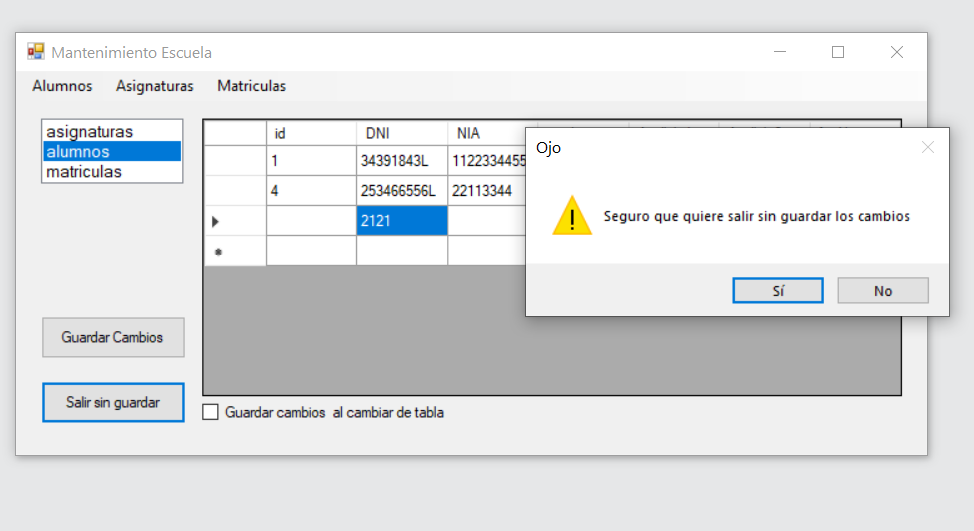 Mantenimiento Escuela
Alumnos Asignaturas Matriculas
asignaturas
alumnos
matriculas
id DNI NIA
1 34391843L 1122334455
4 253466556L 22113344
2121
Ojo
Seguro que quiere salir sin guardar los cambios
Sí No
Guardar Cambios
Salir sin guardar
Guardar cambios al cambiar de tabla